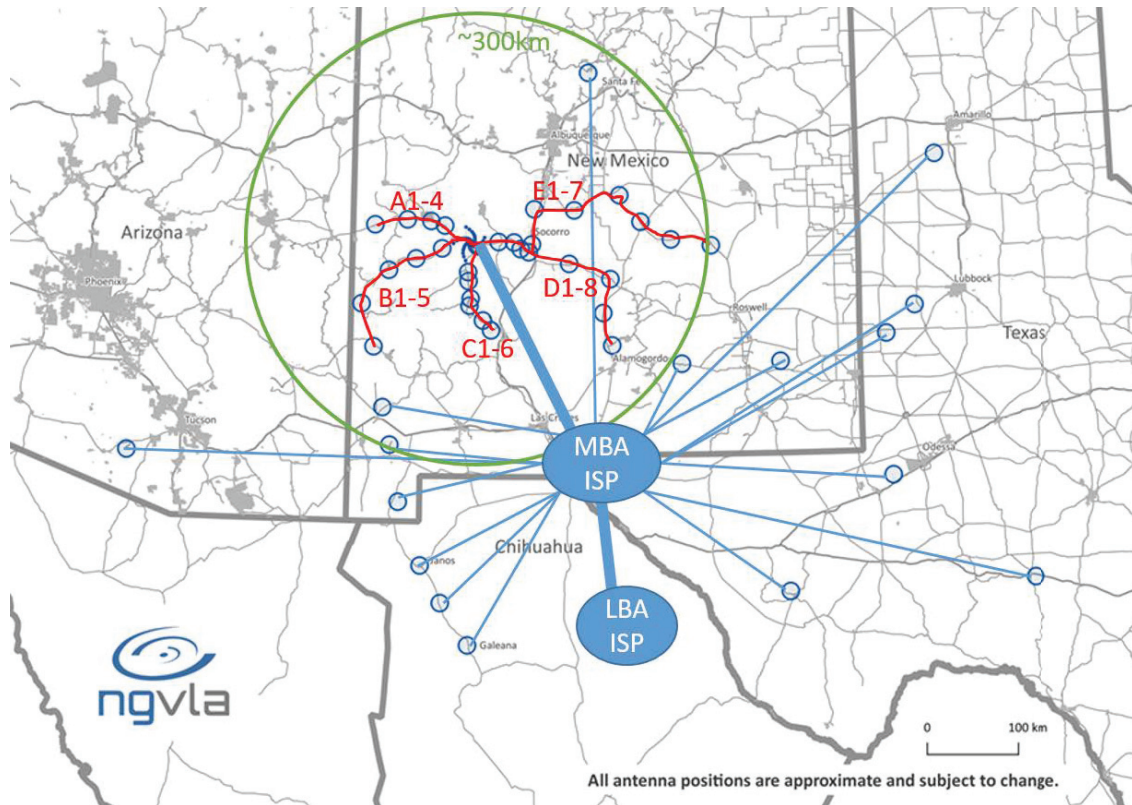 ~300km
Santa Fe
Amarillo
Albuquerque
New Mexico
A1-4
E1-7
Arizona
Socorro
Phoenix
Lubbock
B1-5
D1-8
Roswell
Texas
C1-6
Alamogordo
Las Cruces
Tucson
MBA
ISP
Odessa
Chihuahua
Janos
LBA
ISP
Galeana
ngvla
0 100 km
All antenna positions are approximate and subject to change.